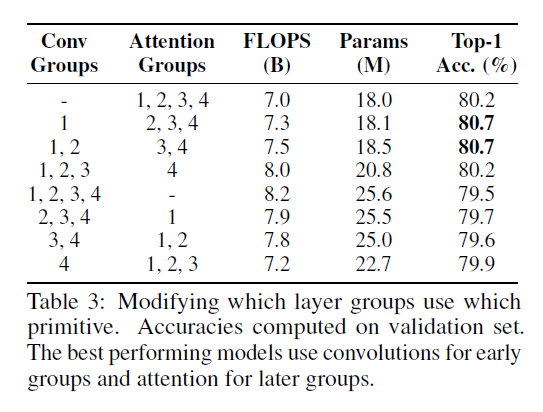 Conv Attention FLOPS Params Top-1
Groups Groups (B) (M) Acc. (%)
- 1, 2, 3, 4 7.0 18.0 80.2
1 2, 3, 4 7.3 18.1 80.7
1, 2 3, 4 7.5 18.5 80.7
1, 2, 3 4 8.0 20.8 80.2
1, 2, 3, 4 - 8.2 25.6 79.5
2, 3, 4 1 7.9 25.5 79.7
3, 4 1, 2 7.8 25.0 79.6
4 1, 2, 3 7.2 22.7 79.9
Table 3: Modifying which layer groups use which
primitive. Accuracies computed on validation set.
The best performing models use convolutions for early
groups and attention for later groups.